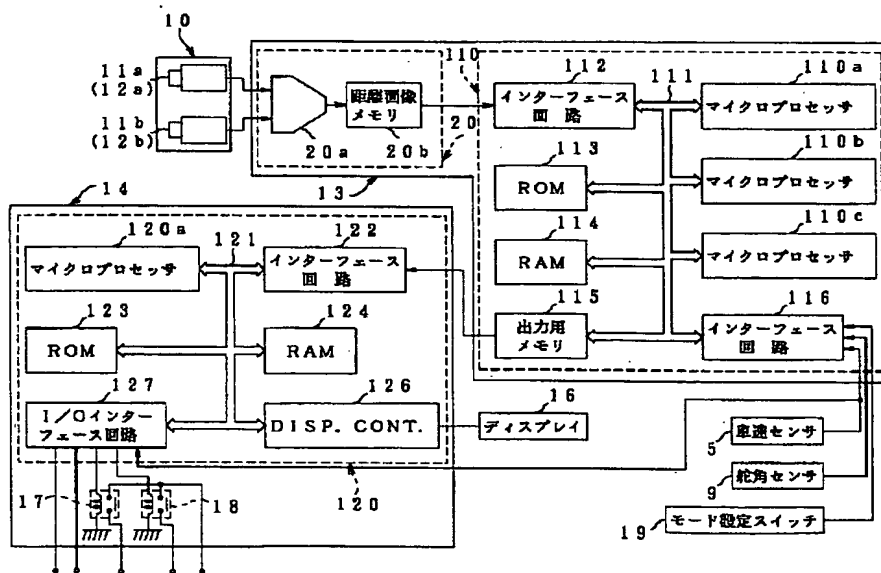 10
11a
(12a)
11b
(12b)
20a
距離画像
メモリ
20b
20
13
110
112
インターフェース
回路
111
110a
マイクロプロセッサ
110b
マイクロプロセッサ
110c
マイクロプロセッサ
113
ROM
114
RAM
115
出力用
メモリ
116
インターフェース
回路
14
120a
マイクロプロセッサ
121
122
インターフェース
回路
123
ROM
124
RAM
127
I/Oインター
フェース回路
126
DISP. CONT.
16
ディスプレイ
17
18
120
車速センサ
5
舵角センサ
9
モード設定スイッチ
19